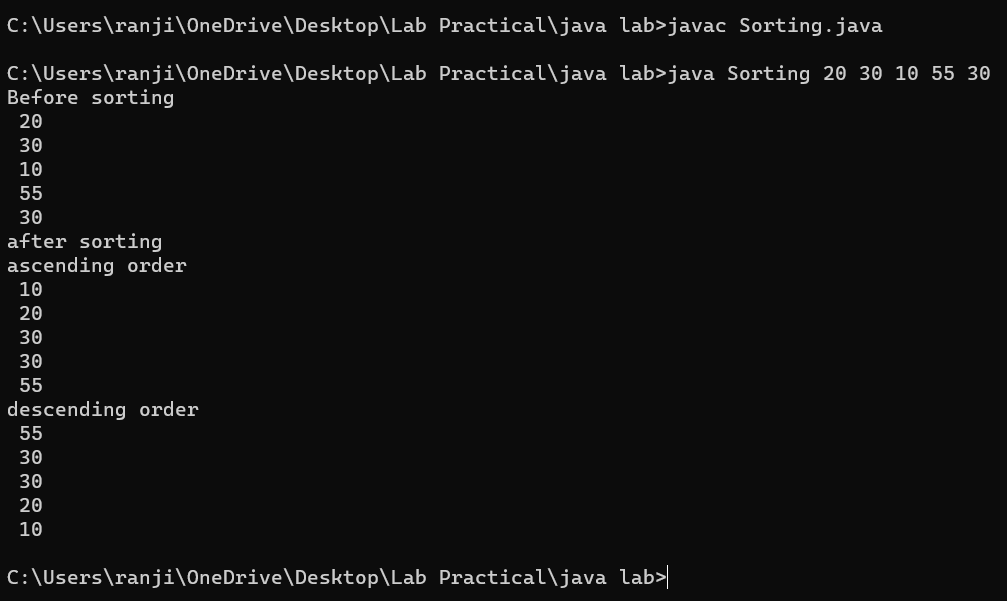 C:\Users\ranji\OneDrive\Desktop\Lab Practical\java lab>javac Sorting.java
C:\Users\ranji\OneDrive\Desktop\Lab Practical\java lab>java Sorting 20 30 10 55 30
Before sorting
 20
 30
 10
 55
 30
after sorting
ascending order
 10
 20
 30
 30
 55
descending order
 55
 30
 30
 20
 10
C:\Users\ranji\OneDrive\Desktop\Lab Practical\java lab>